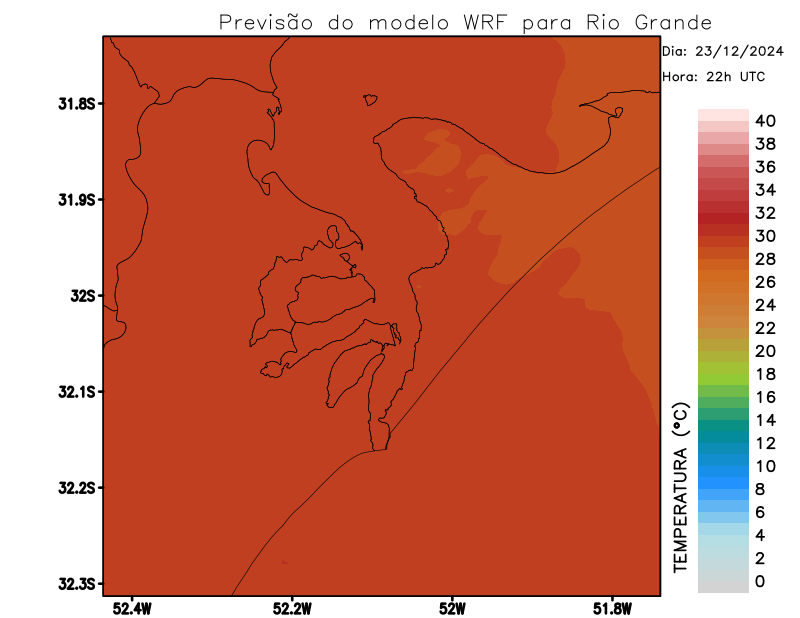 Previsão do modelo WRF para Rio Grande
Dia: 23/12/2024
Hora: 22h UTC
31.8S
31.9S
32S
32.1S
32.2S
32.3S
52.4W
52.2W
52W
51.8W
TEMPERATURA (°C)
40
38
36
34
32
30
28
26
24
22
20
18
16
14
12
10
8
6
4
2
0